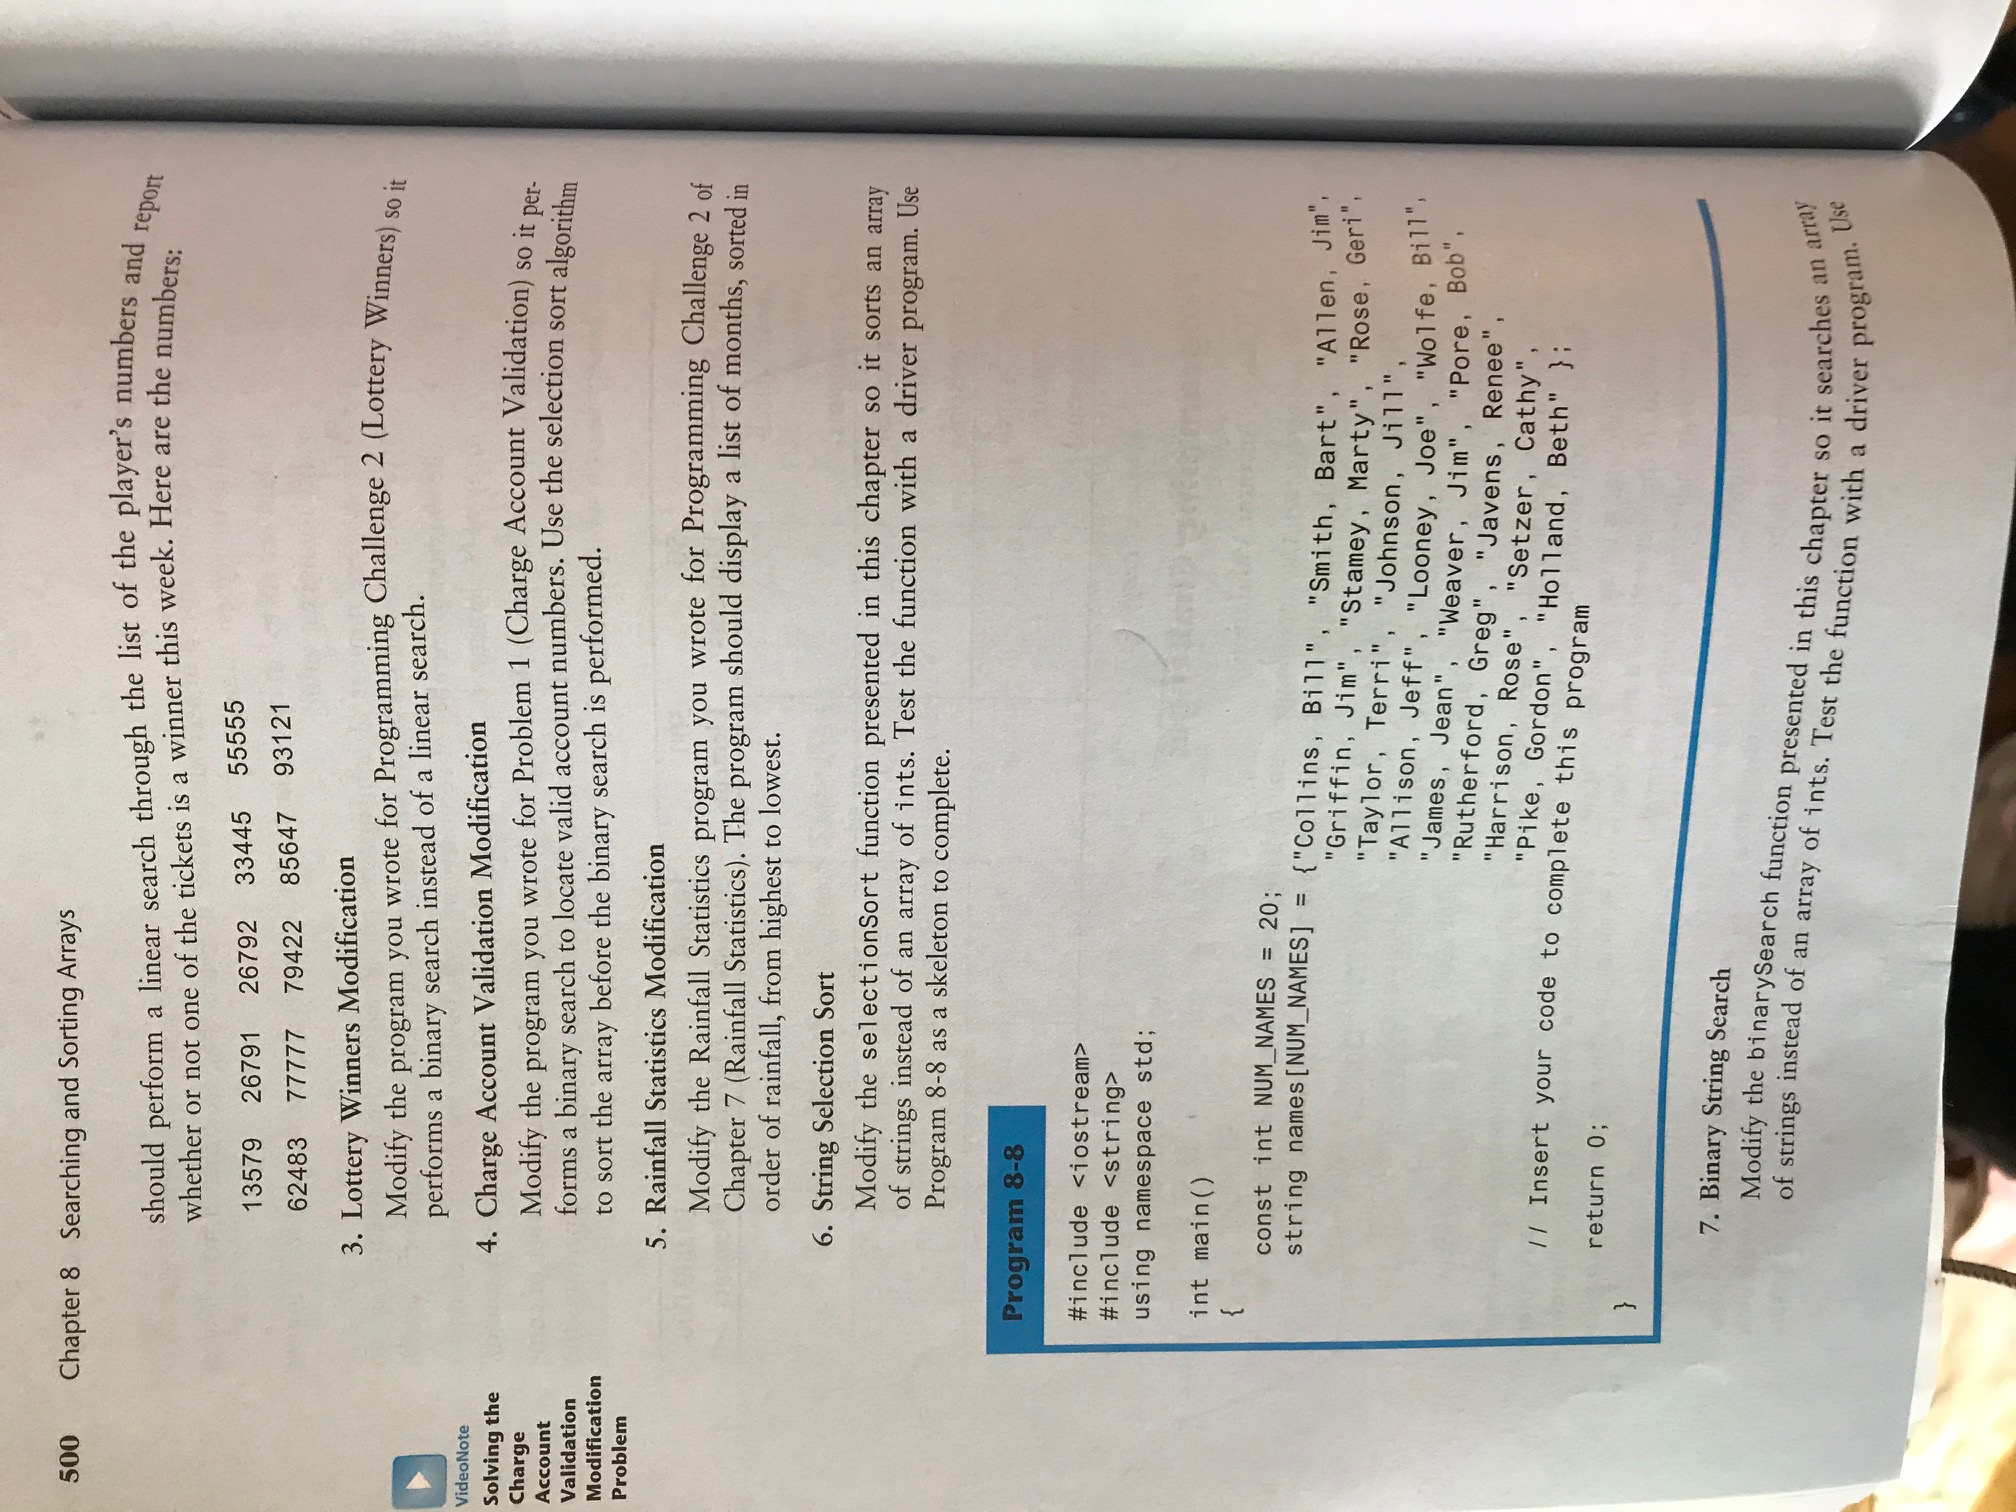 500 Chapter 8 Searching and Sorting Arrays
should perform a linear search through the list of the player's numbers and report
whether or not one of the tickets is a winner this week. Here are the numbers:
13579 26791 26792 33445 55555
62483 77777 79422 85647 93121
3. Lottery Winners Modification
Modify the program you wrote for Programming Challenge 2 (Lottery Winners) so it
performs a binary search instead of a linear search.
VideoNote
Solving the
Charge
Account
Validation
Modification
Problem
4. Charge Account Validation Modification
Modify the program you wrote for Problem 1 (Charge Account Validation) so it per-
forms a binary search to locate valid account numbers. Use the selection sort algorithm
to sort the array before the binary search is performed.
5. Rainfall Statistics Modification
Modify the Rainfall Statistics program you wrote for Programming Challenge 2 of
Chapter 7 (Rainfall Statistics). The program should display a list of months, sorted in
order of rainfall, from highest to lowest.
6. String Selection Sort
Modify the selectionSort function presented in this chapter so it sorts an array
of strings instead of an array of ints. Test the function with a driver program. Use
Program 8-8 as a skeleton to complete.
Program 8-8
#include <iostream>
#include <string>
using namespace std;
int main()
{
const int NUM_NAMES = 20;
string names[NUM_NAMES] = {"Collins, Bill", "Smith, Bart", "Allen, Jim",
"Griffin, Jim", "Stamey, Marty", "Rose, Geri",
"Taylor, Terri", "Johnson, Jill",
"Allison, Jeff", "Looney, Joe", "Wolfe, Bill",
"James, Jean", "Weaver, Jim", "Pore, Bob",
"Rutherford, Greg", "Javens, Renee",
"Harrison, Rose", "Setzer, Cathy",
"Pike, Gordon", "Holland, Beth" };
// Insert your code to complete this program
return 0;
}
7. Binary String Search
Modify the binarySearch function presented in this chapter so it searches an array
of strings instead of an array of ints. Test the function with a driver program. Use